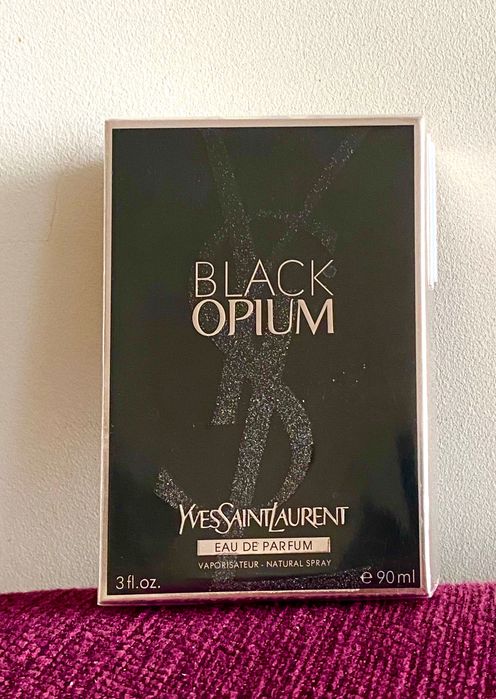 BLACK
OPIUM
YVESSAINTLAURENT
EAU DE PARFUM
VAPORISATEUR - NATURAL SPRAY
3 fl.oz. ℮ 90 ml